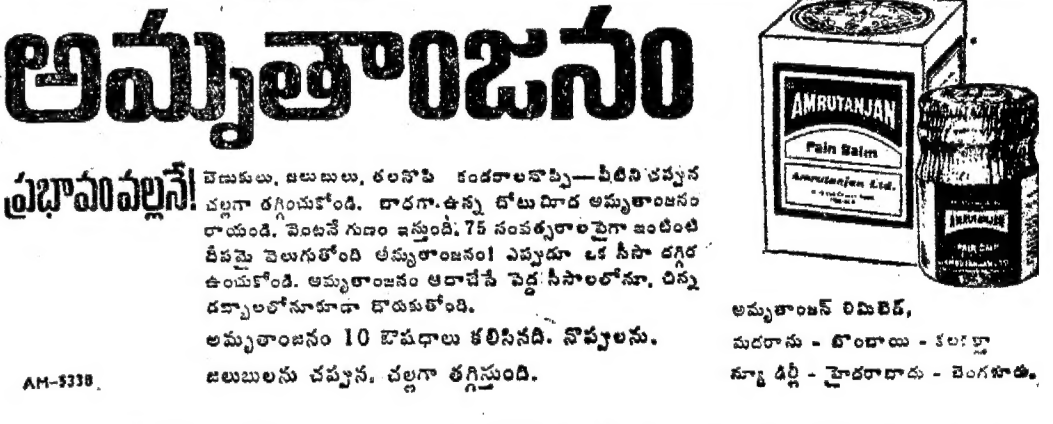 అమృతాంజనం
ప్రభావం వల్లనే!
బెణుకులు, జలుబులు, తలనొప్పి కండరాలనొప్పి—వీటిని చప్పున
చల్లగా తగ్గించుకోండి. బాధగా ఉన్న చోటు మీద అమృతాంజనం
రాయండి. వెంటనే గుణం ఇస్తుంది. 75 సంవత్సరాల పైగా ఇంటింటి
దీపమై వెలుగుతోంది అమృతాంజనం! ఎప్పుడూ ఒక సీసా దగ్గిర
ఉంచుకోండి. అమృతాంజనం ఆదాచేసే పెద్ద సీసాలలోనూ, చిన్న
డబ్బాలలోనూకూడా దొరుకుతోంది.
అమృతాంజనం 10 ఔషధాలు కలిసినది. నొప్పులను.
జలుబులను చప్పున, చల్లగా తగ్గిస్తుంది.
AM-5338
AMRUTANJAN
Pain Balm
Amrutanjan Ltd.
AMRUTANJAN
PAIN BALM
AMRUTANJAN LTD
అమృతాంజన్ లిమిటెడ్,
మదరాసు - బొంబాయి - కలకత్తా
న్యూ ఢిల్లీ - హైదరాబాదు - బెంగళూరు.